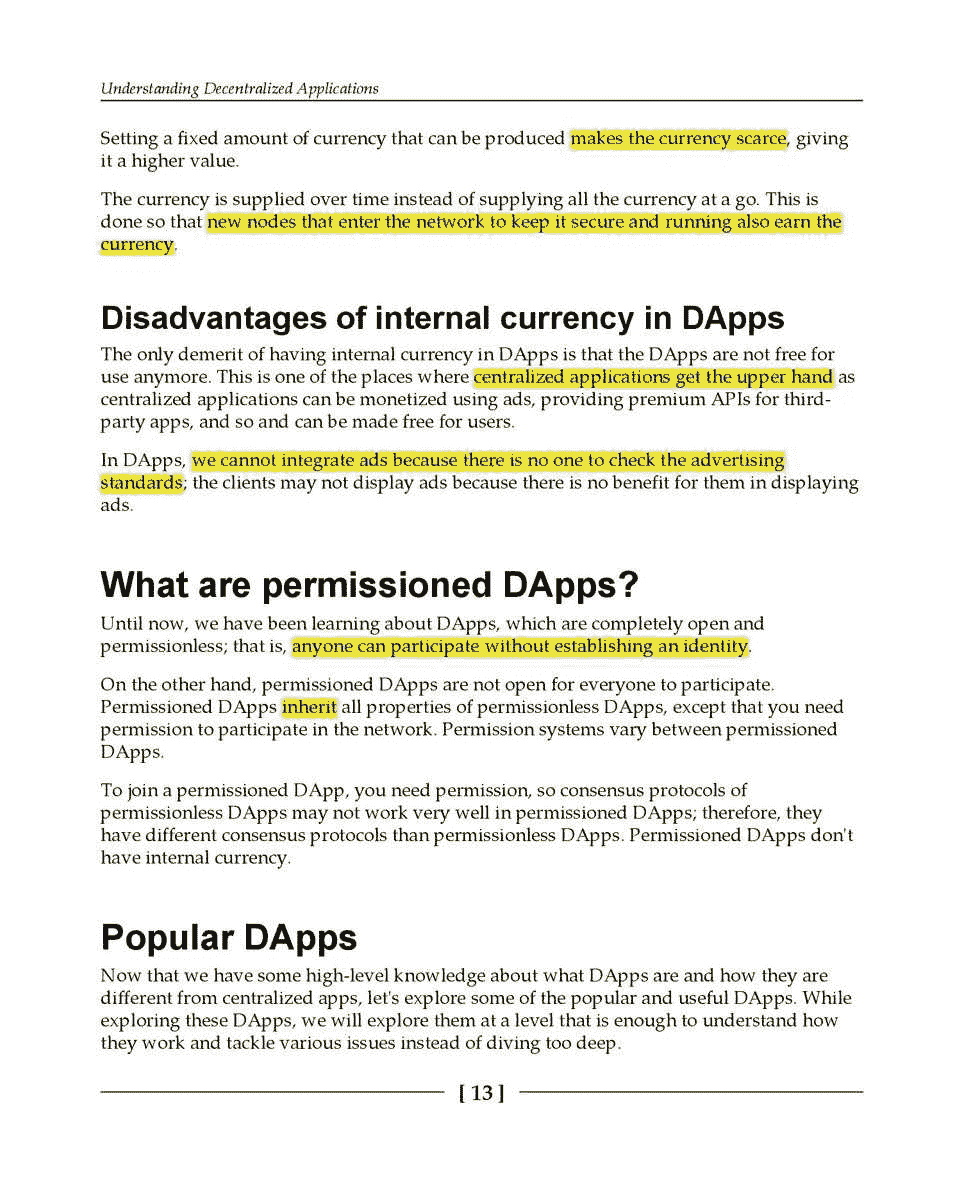 Understanding Decentralized Applications
Setting a fixed amount of currency that can be produced makes the currency scarce, giving
it a higher value.
The currency is supplied over time instead of supplying all the currency at a go. This is
done so that new nodes that enter the network to keep it secure and running also earn the
currency.
Disadvantages of internal currency in DApps
The only demerit of having internal currency in DApps is that the DApps are not free for
use anymore. This is one of the places where centralized applications get the upper hand as
centralized applications can be monetized using ads, providing premium APIs for third-
party apps, and so and can be made free for users.
In DApps, we cannot integrate ads because there is no one to check the advertising
standards; the clients may not display ads because there is no benefit for them in displaying
ads.
What are permissioned DApps?
Until now, we have been learning about DApps, which are completely open and
permissionless; that is, anyone can participate without establishing an identity.
On the other hand, permissioned DApps are not open for everyone to participate.
Permissioned DApps inherit all properties of permissionless DApps, except that you need
permission to participate in the network. Permission systems vary between permissioned
DApps.
To join a permissioned DApp, you need permission, so consensus protocols of
permissionless DApps may not work very well in permissioned DApps; therefore, they
have different consensus protocols than permissionless DApps. Permissioned DApps don't
have internal currency.
Popular DApps
Now that we have some high-level knowledge about what DApps are and how they are
different from centralized apps, let's explore some of the popular and useful DApps. While
exploring these DApps, we will explore them at a level that is enough to understand how
they work and tackle various issues instead of diving too deep.
[ 13 ]